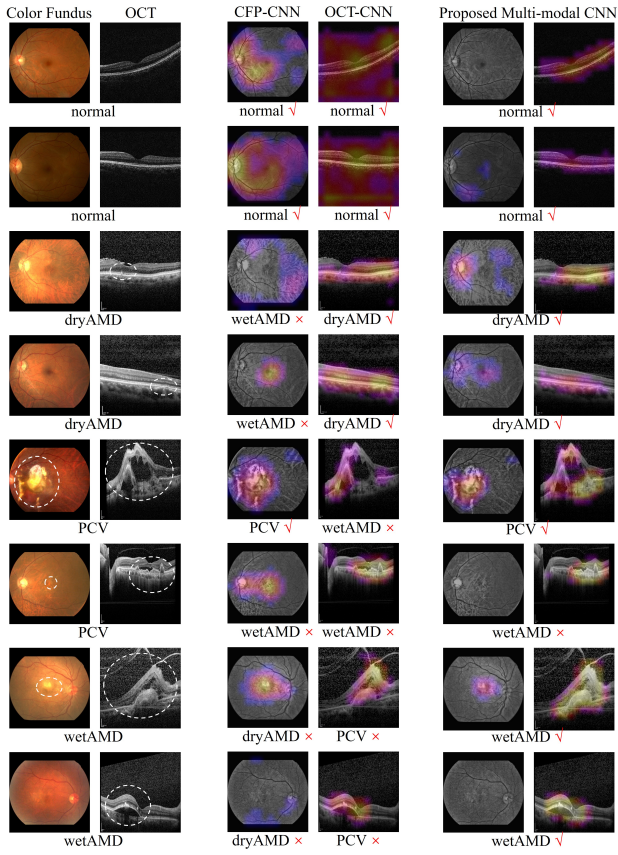 Color Fundus OCT CFP-CNN OCT-CNN Proposed Multi-modal CNN
normal normal √ normal √ normal √
normal normal √ normal √ normal √
dryAMD wetAMD × dryAMD √ dryAMD √
dryAMD wetAMD × dryAMD √ dryAMD √
PCV PCV √ wetAMD × PCV √
PCV wetAMD × wetAMD × wetAMD ×
wetAMD dryAMD × PCV × wetAMD √
wetAMD dryAMD × PCV × wetAMD √